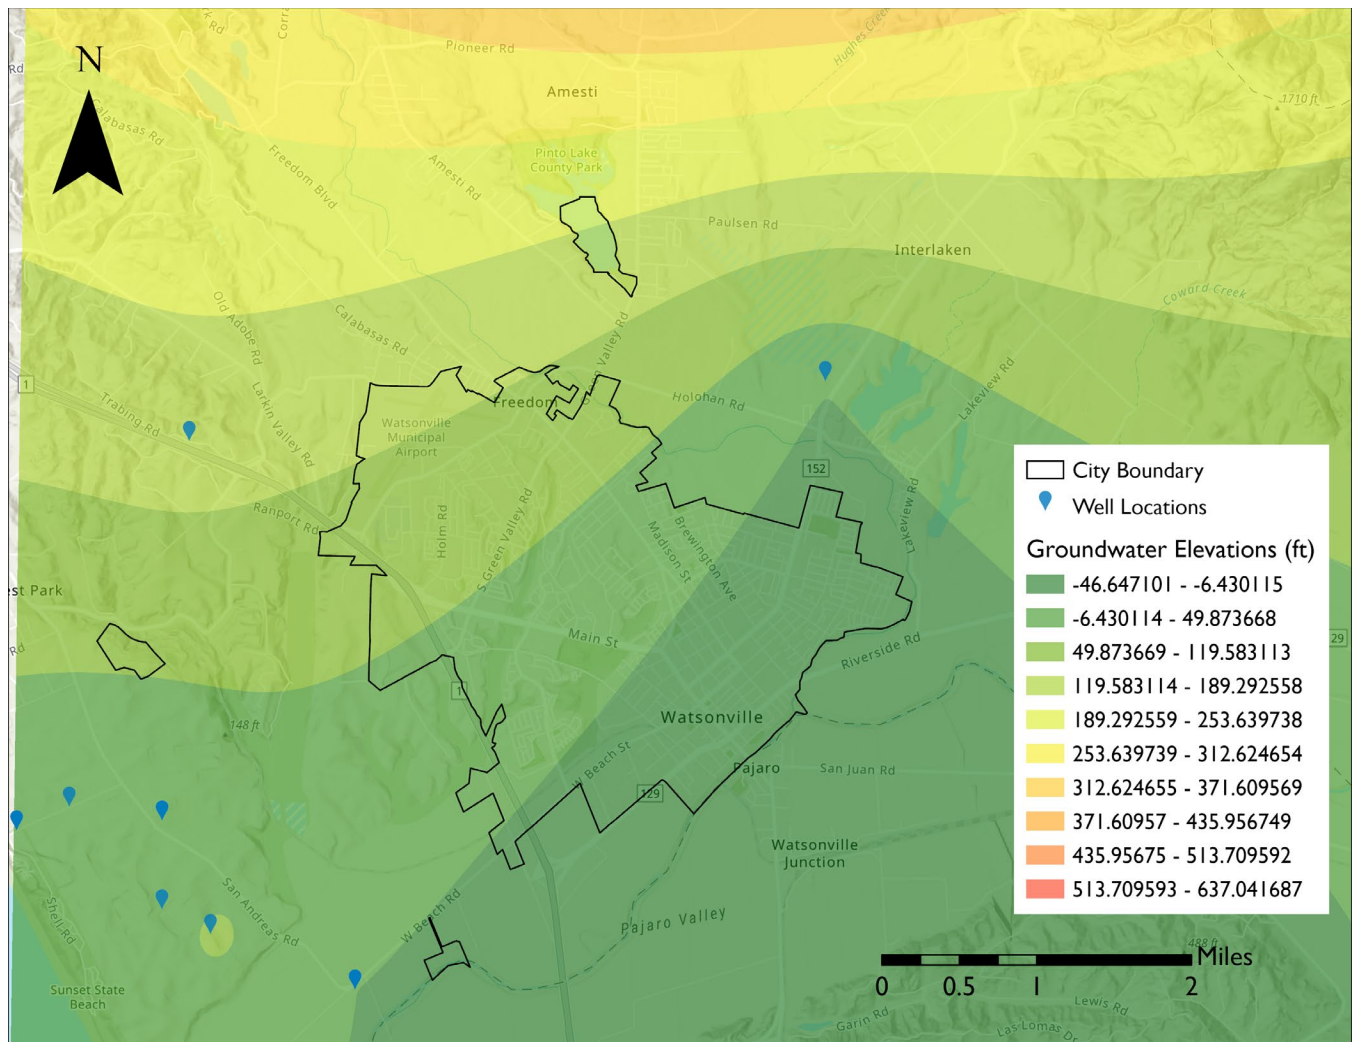 N
Pioneer Rd
Hughes Creek
Rd
Amesti
1710 ft
Calabasas Rd
Freedom Blvd
Amesti Rd
Pinto Lake
County Park
Paulsen Rd
Interlaken
Coward Creek
Old Adobe Rd
Calabasas Rd
1
Trabing Rd
Larkin Valley Rd
Holohan Rd
Lakeview Rd
Freedom
Watsonville
Municipal
Airport
152
City Boundary
Well Locations
Groundwater Elevations (ft)
-46.647101 - -6.430115
-6.430114 - 49.873668
49.873669 - 119.583113
119.583114 - 189.292558
189.292559 - 253.639738
253.639739 - 312.624654
312.624655 - 371.609569
371.60957 - 435.956749
435.95675 - 513.709592
513.709593 - 637.041687
Ranport Rd
Holm Rd
S Green Valley Rd
Madison St
Brewington Ave
Lakeview Rd
est Park
Main St
Riverside Rd
29
Rd
1
148 ft
Watsonville
W Beach St
129
Pajaro
San Juan Rd
Watsonville
Junction
Shell Rd
San Andreas Rd
W Beach Rd
Pajaro Valley
488 ft
Miles
0
0.5
1
2
Sunset State
Beach
Garin Rd
Lewis Rd
Las Lomas Dr